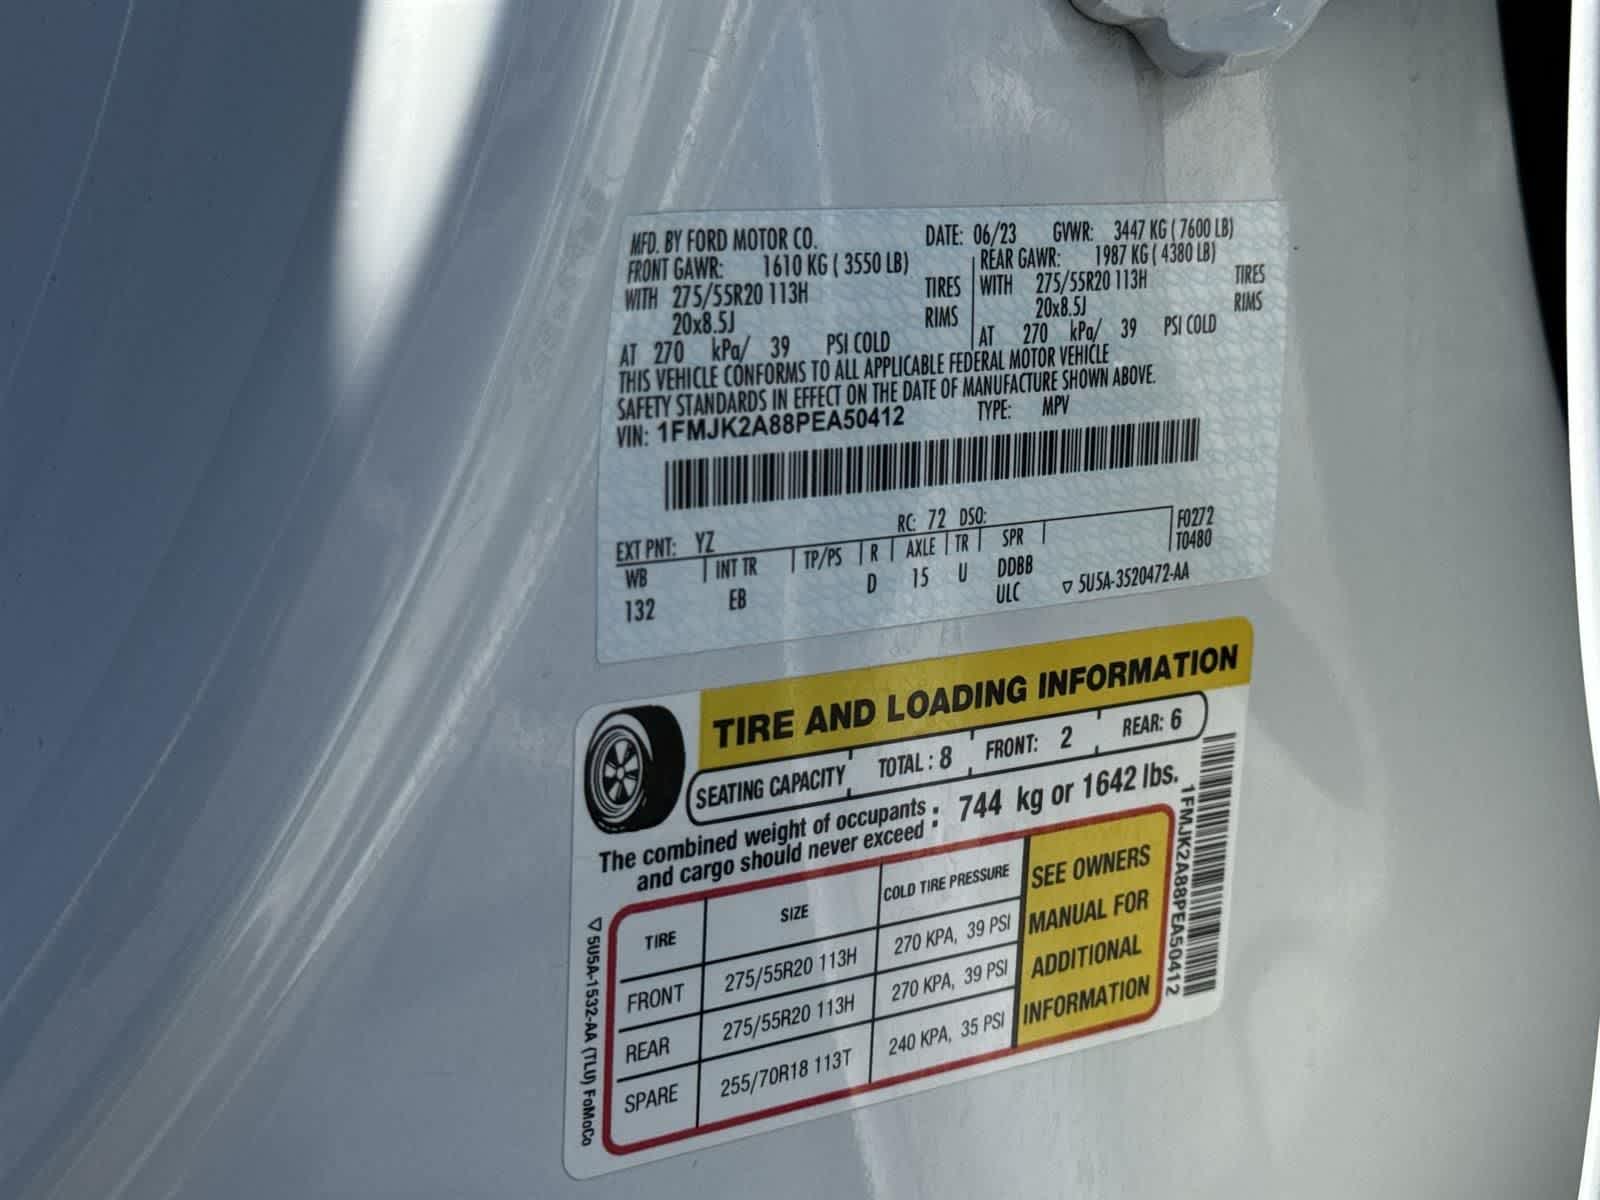 MFD. BY FORD MOTOR CO. DATE: 06/23 GVWR: 3447 KG ( 7600 LB)
FRONT GAWR: 1610 KG ( 3550 LB) REAR GAWR: 1987 KG ( 4380 LB)
WITH 275/55R20 113H TIRES WITH 275/55R20 113H TIRES
20x8.5J RIMS 20x8.5J RIMS
AT 270 kPa/ 39 PSI COLD AT 270 kPa/ 39 PSI COLD
THIS VEHICLE CONFORMS TO ALL APPLICABLE FEDERAL MOTOR VEHICLE
SAFETY STANDARDS IN EFFECT ON THE DATE OF MANUFACTURE SHOWN ABOVE.
VIN: 1FMJK2A88PEA50412 TYPE: MPV
EXT PNT: YZ RC: 72 DSO: F0272
WB INT TR TP/PS R AXLE TR SPR T0480
132 EB D 15 U DDBB
ULC ▽ 5U5A-3520472-AA
TIRE AND LOADING INFORMATION
SEATING CAPACITY TOTAL : 8 FRONT: 2 REAR: 6
The combined weight of occupants
and cargo should never exceed : 744 kg or 1642 lbs.
TIRE SIZE COLD TIRE PRESSURE
FRONT 275/55R20 113H 270 KPA, 39 PSI
REAR 275/55R20 113H 270 KPA, 39 PSI
SPARE 255/70R18 113T 240 KPA, 35 PSI
SEE OWNERS
MANUAL FOR
ADDITIONAL
INFORMATION
1FMJK2A88PEA50412
▽ 5U5A-1532-AA (TLU) FoMoCo